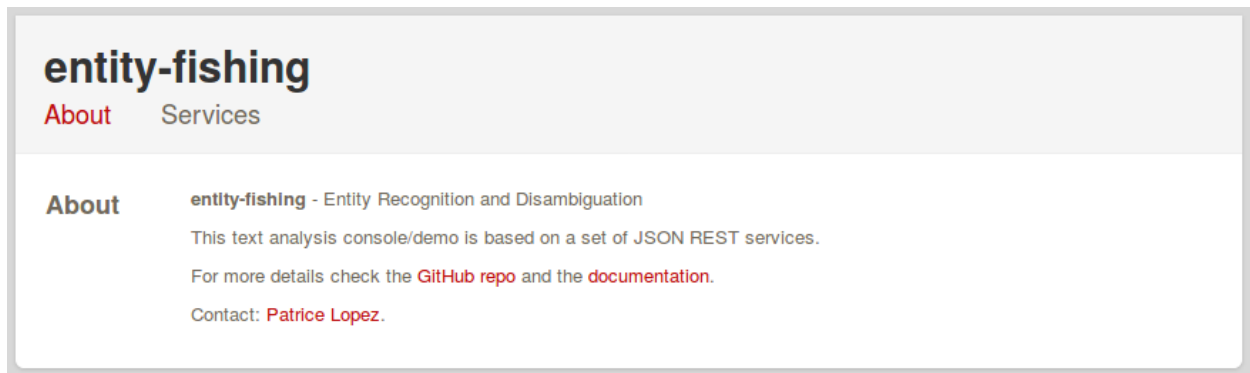 entity-fishing
About Services
About
entity-fishing - Entity Recognition and Disambiguation
This text analysis console/demo is based on a set of JSON REST services.
For more details check the GitHub repo and the documentation.
Contact: Patrice Lopez.